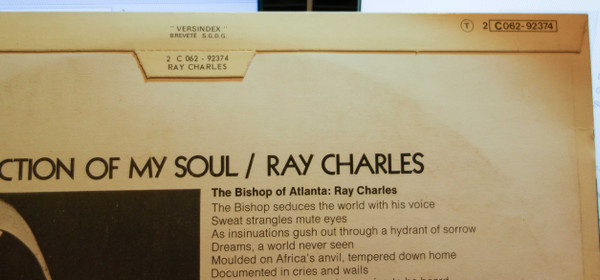 " VERSINDEX "
BREVETÉ S.G.D.G.
T 2 C 062-92374
2 C 062 - 92374
RAY CHARLES
CTION OF MY SOUL / RAY CHARLES
The Bishop of Atlanta: Ray Charles
The Bishop seduces the world with his voice
Sweat strangles mute eyes
As insinuations gush out through a hydrant of sorrow
Dreams, a world never seen
Moulded on Africa's anvil, tempered down home
Documented in cries and wails